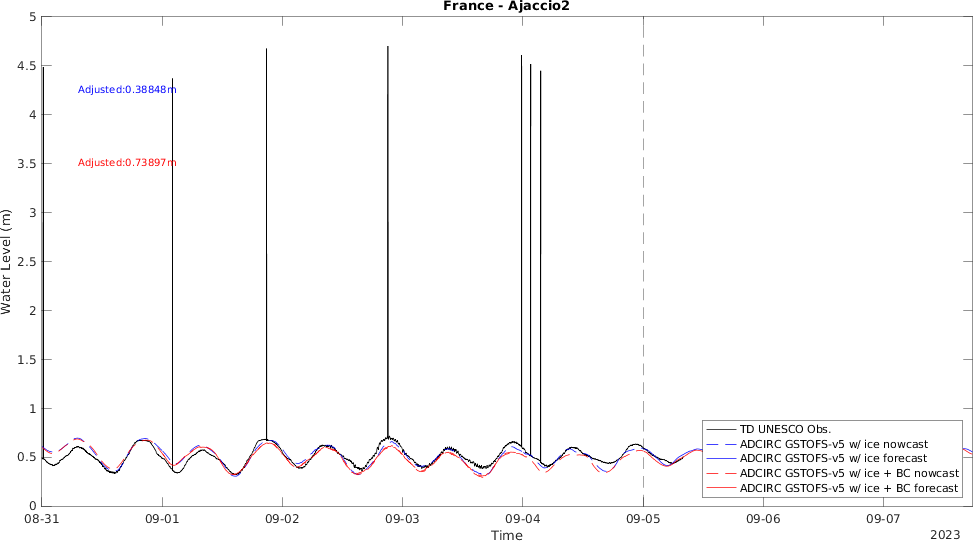 France - Ajaccio2
5
4.5
4
3.5
3
2.5
2
1.5
1
0.5
0
Water Level (m)
Adjusted:0.38848m
Adjusted:0.73897m
TD UNESCO Obs.
ADCIRC GSTOFS-v5 w/ ice nowcast
ADCIRC GSTOFS-v5 w/ ice forecast
ADCIRC GSTOFS-v5 w/ ice + BC nowcast
ADCIRC GSTOFS-v5 w/ ice + BC forecast
08-31 09-01 09-02 09-03 09-04 09-05 09-06 09-07
Time
2023